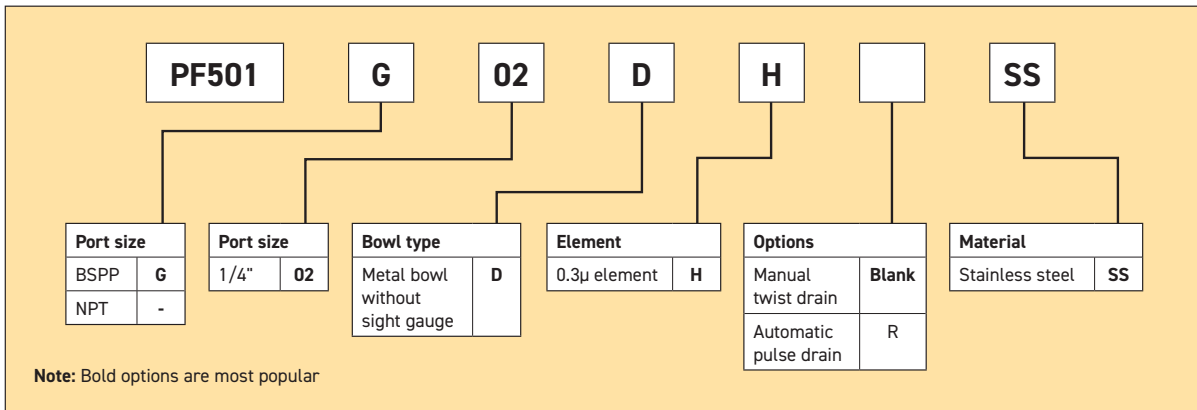 PF501 G 02 D H SS
Port size
BSPP G
NPT -
Port size
1/4" 02
Bowl type
Metal bowl D
without
sight gauge
Element
0.3µ element H
Options
Manual Blank
twist drain
Automatic R
pulse drain
Material
Stainless steel SS
Note: Bold options are most popular